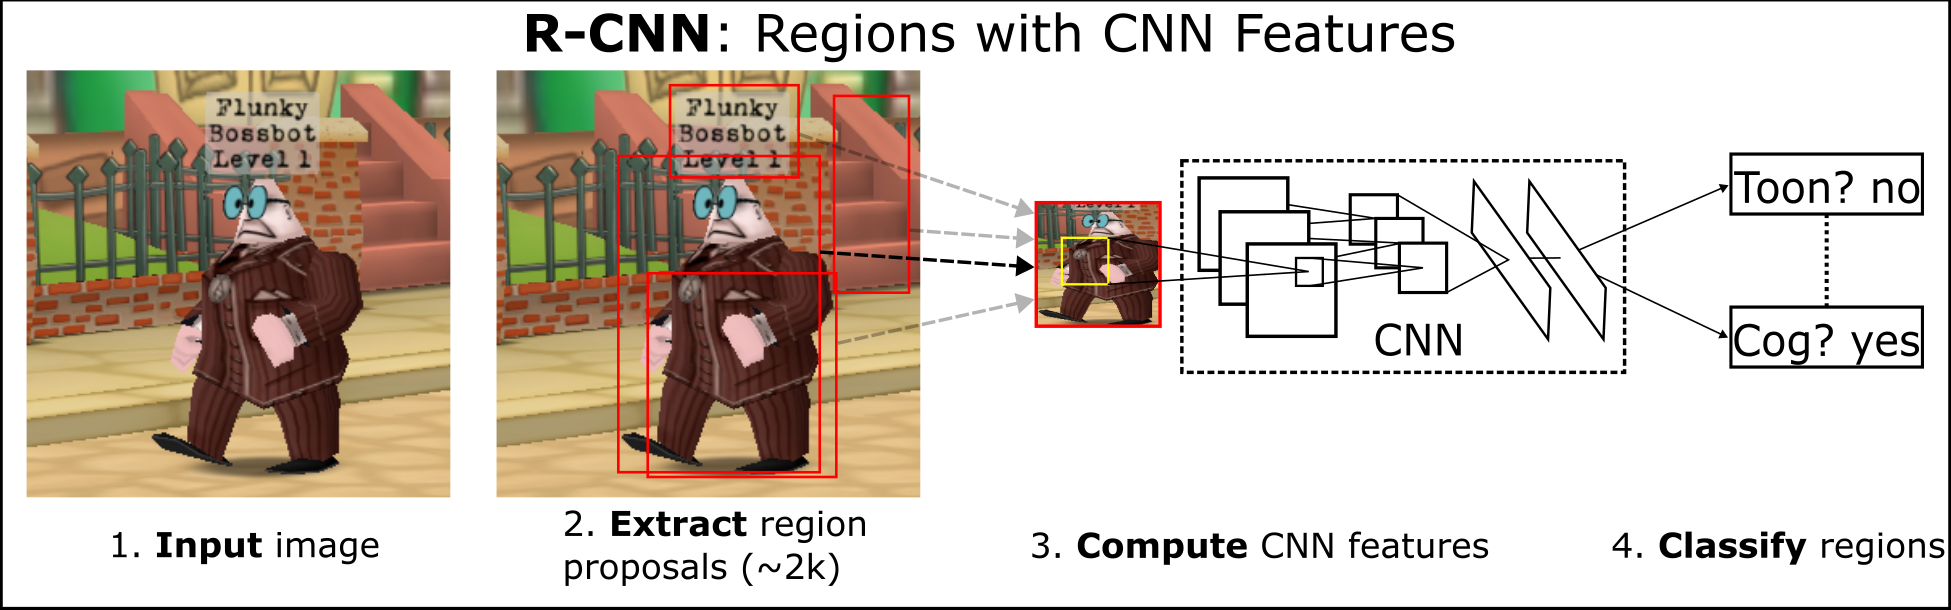 R-CNN: Regions with CNN Features
Flunky
Bossbot
Level 1
Flunky
Bossbot
Level 1
Level 1
CNN
Toon? no
Cog? yes
1. Input image
2. Extract region
proposals (~2k)
3. Compute CNN features
4. Classify regions